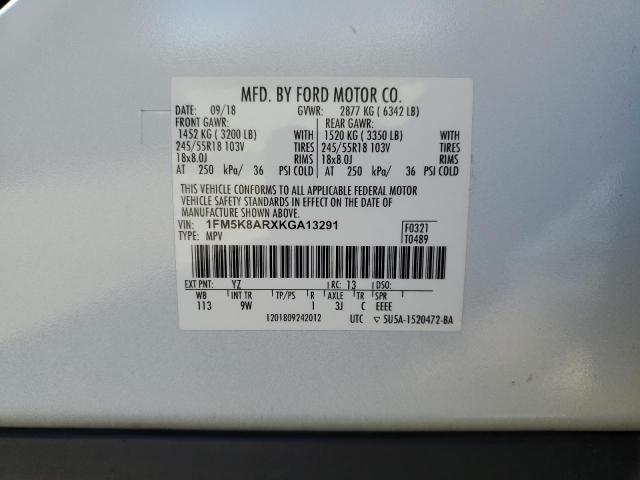 MFD. BY FORD MOTOR CO.
DATE: 09/18 GVWR: 2877 KG ( 6342 LB)
FRONT GAWR: REAR GAWR:
1452 KG ( 3200 LB) WITH 1520 KG ( 3350 LB) WITH
245/55R18 103V TIRES 245/55R18 103V TIRES
18x8.0J RIMS 18x8.0J RIMS
AT 250 kPa/ 36 PSI COLD AT 250 kPa/ 36 PSI COLD
THIS VEHICLE CONFORMS TO ALL APPLICABLE FEDERAL MOTOR
VEHICLE SAFETY STANDARDS IN EFFECT ON THE DATE OF
MANUFACTURE SHOWN ABOVE.
VIN: 1FM5K8ARXKGA13291 F0321
TYPE: MPV T0489
EXT PNT: YZ RC: 13 DSO:
WB INT TR TP/PS R AXLE TR SPR
113 9W 1 3J C EEEE
1201809242012 UTC ▽ 5U5A-1520472-BA